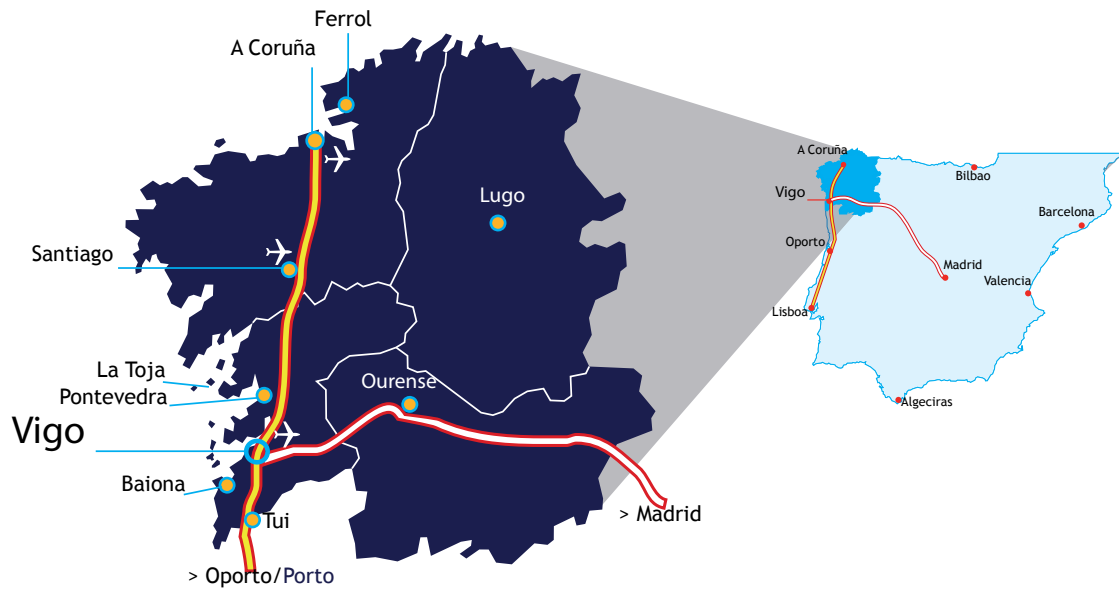 Ferrol
A Coruña
Lugo
Santiago
La Toja
Pontevedra
Ourense
Vigo
Baiona
Tui
> Madrid
> Oporto/Porto
A Coruña
Bilbao
Vigo
Barcelona
Oporto
Madrid
Valencia
Lisboa
Algeciras